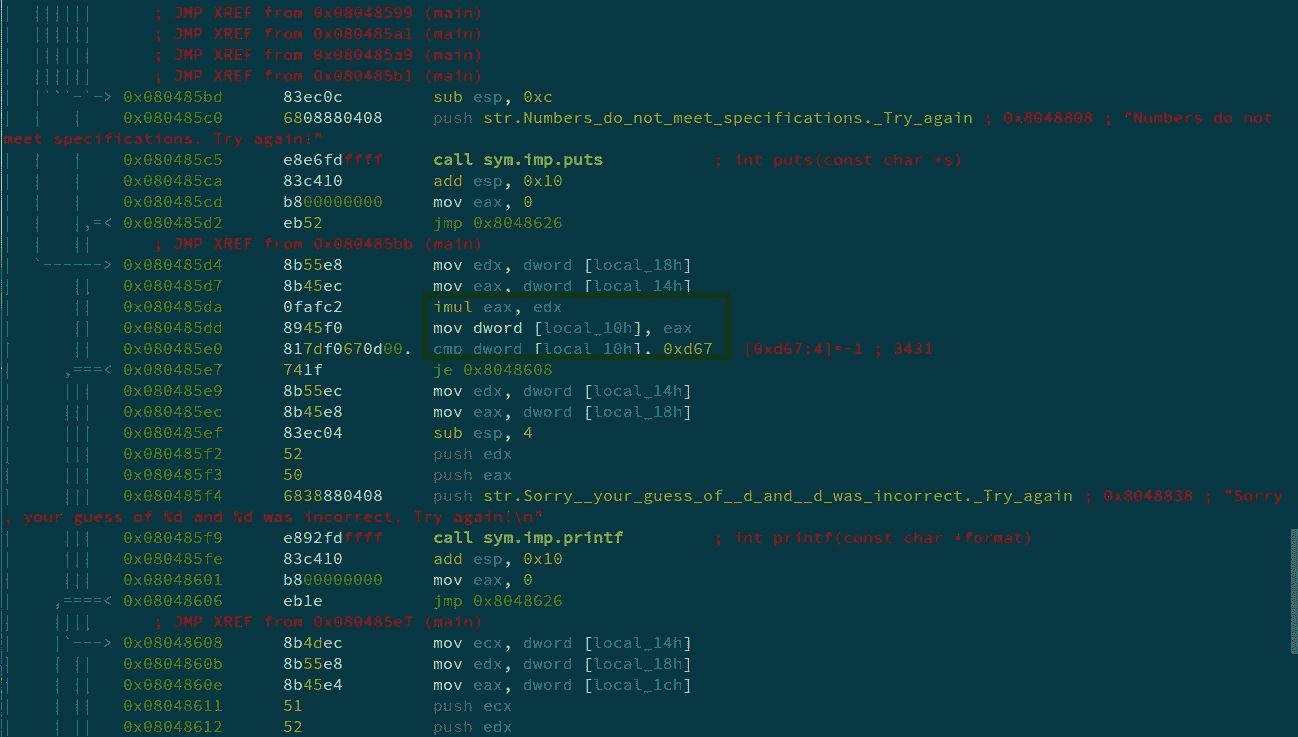 ; JMP XREF from 0x08048599 (main)
; JMP XREF from 0x080485a1 (main)
; JMP XREF from 0x080485a9 (main)
; JMP XREF from 0x080485b1 (main)
0x080485bd 83ec0c sub esp, 0xc
0x080485c0 6808880408 push str.Numbers_do_not_meet_specifications._Try_again ; 0x8048808 ; "Numbers do not
meet specifications. Try again!"
0x080485c5 e8e6fdffff call sym.imp.puts ; int puts(const char *s)
0x080485ca 83c410 add esp, 0x10
0x080485cd b800000000 mov eax, 0
,=< 0x080485d2 eb52 jmp 0x8048626
; JMP XREF from 0x080485bb (main)
`------> 0x080485d4 8b55e8 mov edx, dword [local_18h]
0x080485d7 8b45ec mov eax, dword [local_14h]
0x080485da 0fafc2 imul eax, edx
0x080485dd 8945f0 mov dword [local_10h], eax
0x080485e0 817df0670d00. cmp dword [local_10h], 0xd67 [0xd67:4]=-1 ; 3431
,===< 0x080485e7 741f je 0x8048608
0x080485e9 8b55ec mov edx, dword [local_14h]
0x080485ec 8b45e8 mov eax, dword [local_18h]
0x080485ef 83ec04 sub esp, 4
0x080485f2 52 push edx
0x080485f3 50 push eax
0x080485f4 6838880408 push str.Sorry__your_guess_of__d_and__d_was_incorrect._Try_again ; 0x8048838 ; "Sorry
, your guess of %d and %d was incorrect. Try again!\n"
0x080485f9 e892fdffff call sym.imp.printf ; int printf(const char *format)
0x080485fe 83c410 add esp, 0x10
0x08048601 b800000000 mov eax, 0
,====< 0x08048606 eb1e jmp 0x8048626
; JMP XREF from 0x080485e7 (main)
`---> 0x08048608 8b4dec mov ecx, dword [local_14h]
0x0804860b 8b55e8 mov edx, dword [local_18h]
0x0804860e 8b45e4 mov eax, dword [local_1ch]
0x08048611 51 push ecx
0x08048612 52 push edx